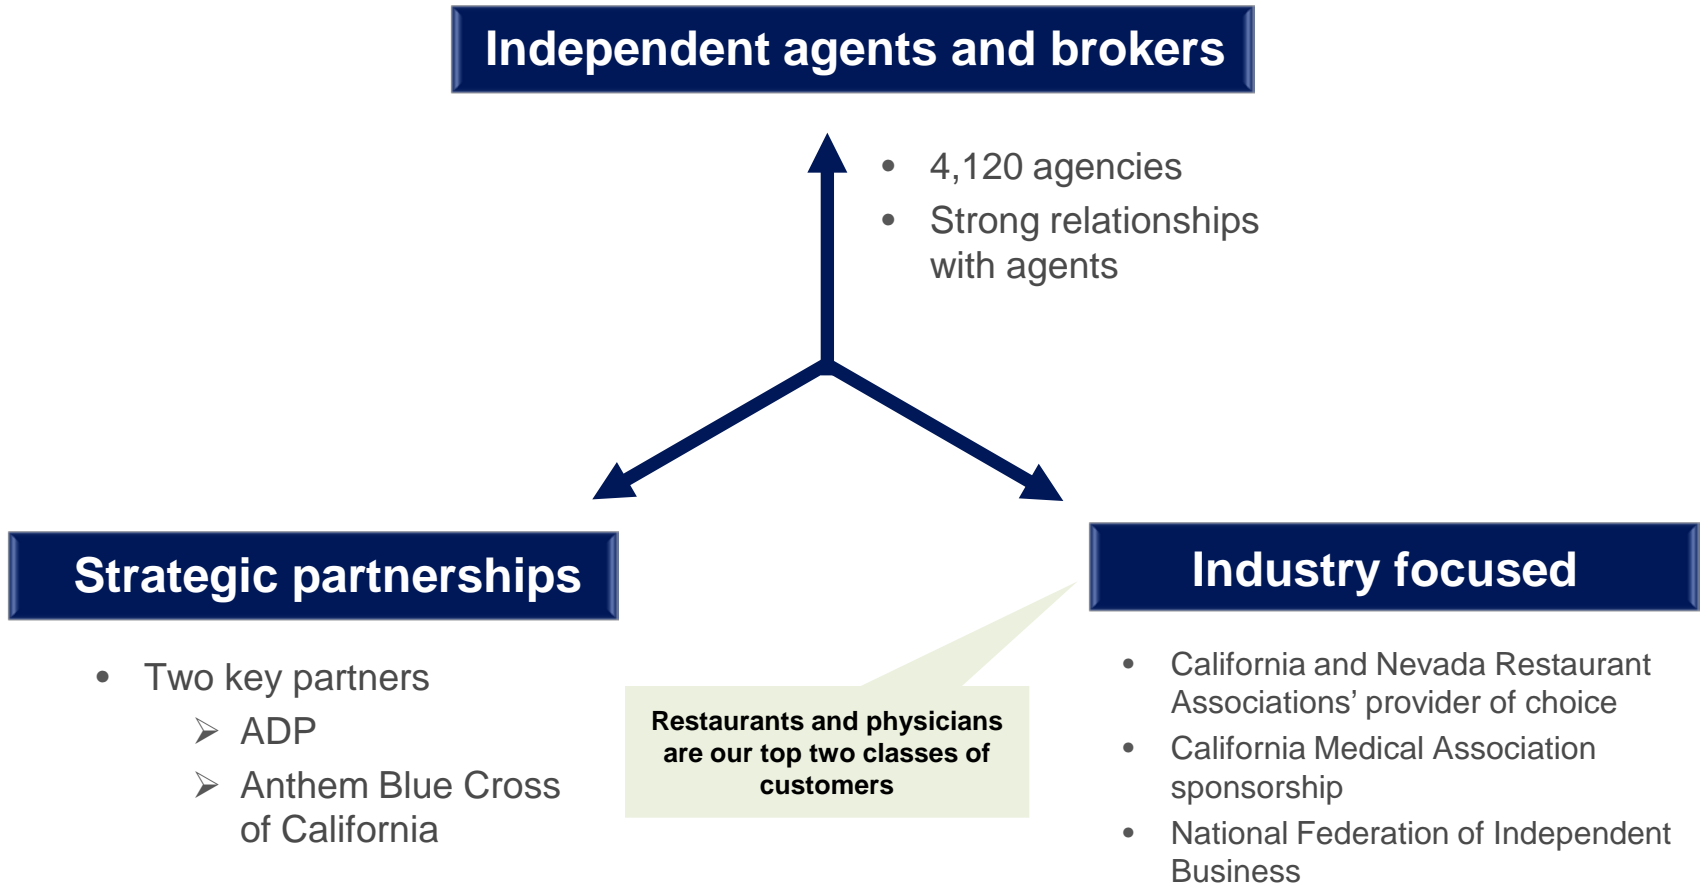 Independent agents and brokers
• 4,120 agencies
• Strong relationships
with agents
Strategic partnerships
• Two key partners
➢ ADP
➢ Anthem Blue Cross
of California
Restaurants and physicians
are our top two classes of
customers
Industry focused
• California and Nevada Restaurant
Associations’ provider of choice
• California Medical Association
sponsorship
• National Federation of Independent
Business